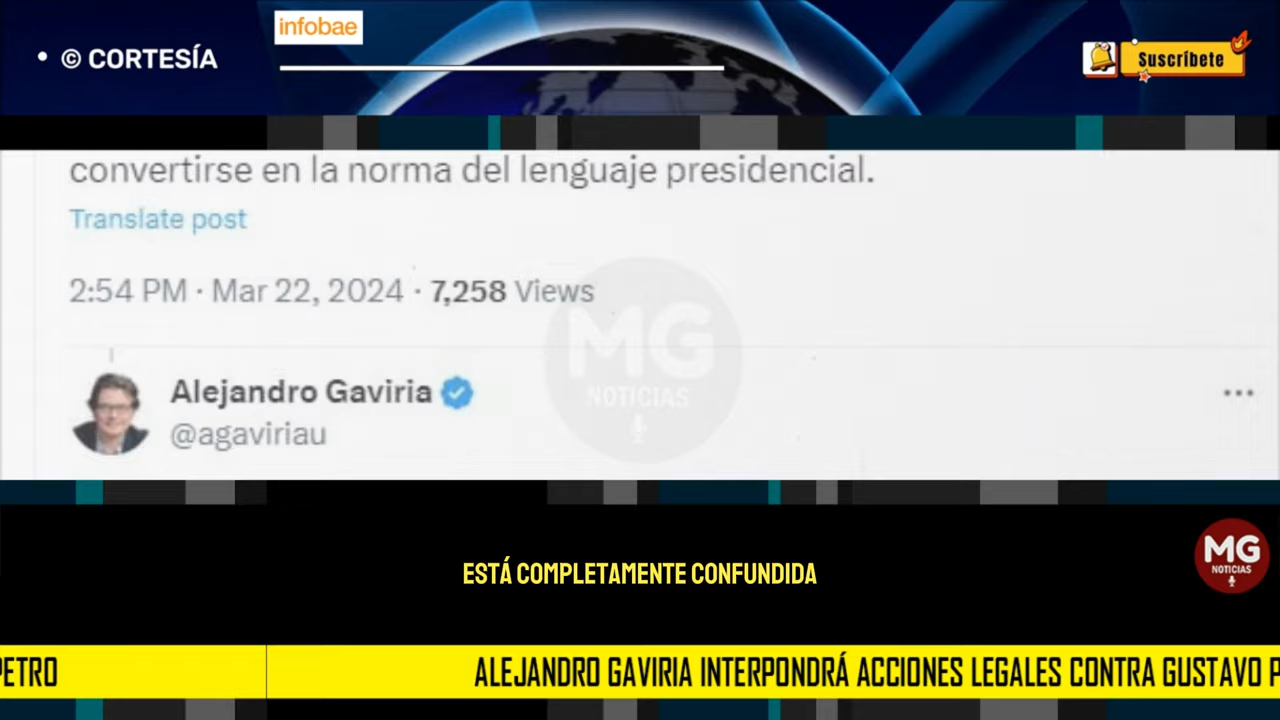 infobae
• © CORTESÍA
Suscríbete
convertirse en la norma del lenguaje presidencial.
Translate post
2:54 PM · Mar 22, 2024 · 7,258 Views
MG
NOTICIAS
Alejandro Gaviria
@agaviriau
ESTÁ COMPLETAMENTE CONFUNDIDA
MG
NOTICIAS
PETRO
ALEJANDRO GAVIRIA INTERPONDRÁ ACCIONES LEGALES CONTRA GUSTAVO P